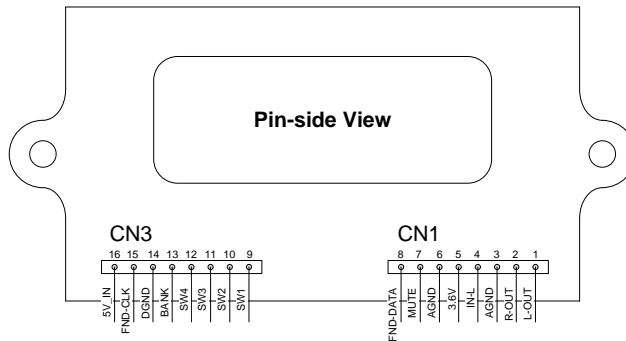 Pin-side View
CN3
CN1
16 15 14 13 12 11 10 9
8 7 6 5 4 3 2 1
5V_IN
FND-CLK
DGND
BANK
SW4
SW3
SW2
SW1
FND-DATA
MUTE
AGND
3.6V
IN-L
AGND
R-OUT
L-OUT